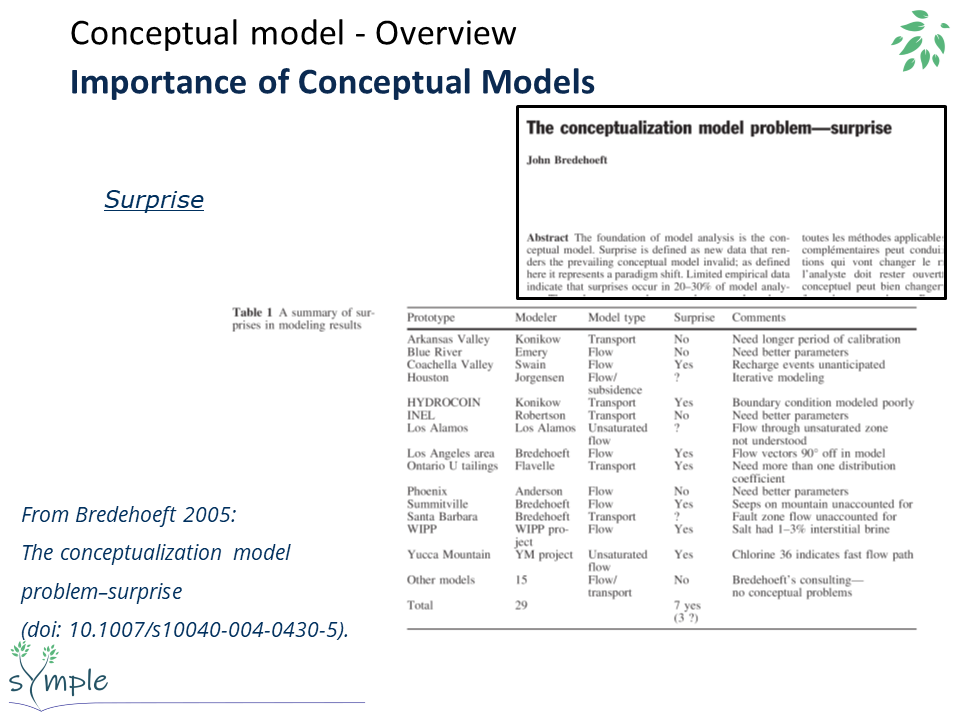 Conceptual model - Overview
Importance of Conceptual Models
The conceptualization model problem—surprise
John Bredehoeft
Surprise
Abstract The foundation of model analysis is the con-
ceptual model. Surprise is defined as new data that ren-
ders the prevailing conceptual model invalid; as defined
here it represents a paradigm shift. Limited empirical data
indicate that surprises occur in 20–30% of model analy-
toutes les méthodes applicable
complémentaires peut condui
tions qui vont changer le
l'analyste doit rester ouvert
conceptuel peut bien changer
Table 1 A summary of sur-
prises in modeling results
Prototype Modeler Model type Surprise Comments
Arkansas Valley Konikow Transport No Need longer period of calibration
Blue River Emery Flow No Need better parameters
Coachella Valley Swain Flow Yes Recharge events unanticipated
Houston Jorgensen Flow/ ? Iterative modeling
subsidence
HYDROCOIN Konikow Transport Yes Boundary condition modeled poorly
INEL Robertson Transport No Need better parameters
Los Alamos Los Alamos Unsaturated ? Flow through unsaturated zone
flow not understood
Los Angeles area Bredehoeft Flow Yes Flow vectors 90° off in model
Ontario U tailings Flavelle Transport Yes Need more than one distribution
coefficient
Phoenix Anderson Flow No Need better parameters
Summitville Bredehoeft Flow Yes Seeps on mountain unaccounted for
Santa Barbara Bredehoeft Transport ? Fault zone flow unaccounted for
WIPP WIPP pro- Flow Yes Salt had 1–3% interstitial brine
ject
Yucca Mountain YM project Unsaturated Yes Chlorine 36 indicates fast flow path
flow
Other models 15 Flow/ No Bredehoeft's consulting—
transport no conceptual problems
Total 29 7 yes
(3 ?)
From Bredehoeft 2005:
The conceptualization model
problem–surprise
(doi: 10.1007/s10040-004-0430-5).
sYmple